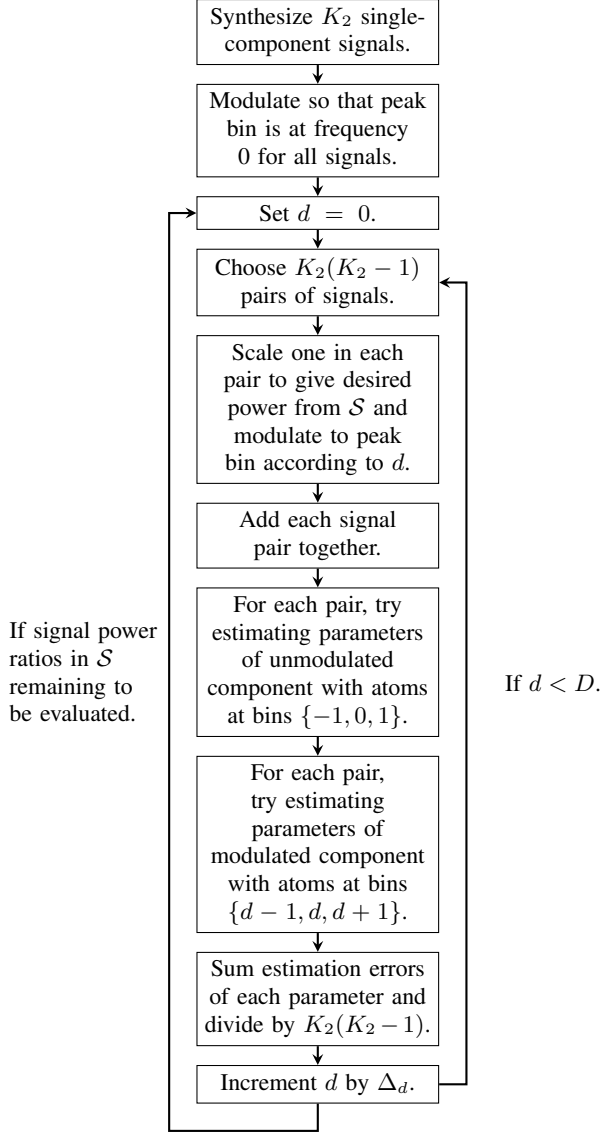 Synthesize K₂ single-
component signals.
Modulate so that peak
bin is at frequency
0 for all signals.
Set d = 0.
Choose K₂(K₂ − 1)
pairs of signals.
Scale one in each
pair to give desired
power from 𝒮 and
modulate to peak
bin according to d.
Add each signal
pair together.
For each pair, try
estimating parameters
of unmodulated
component with atoms
at bins {−1, 0, 1}.
For each pair,
try estimating
parameters of
modulated component
with atoms at bins
{d − 1, d, d + 1}.
Sum estimation errors
of each parameter and
divide by K₂(K₂ − 1).
Increment d by Δ_d.
If signal power
ratios in 𝒮
remaining to
be evaluated.
If d < D.